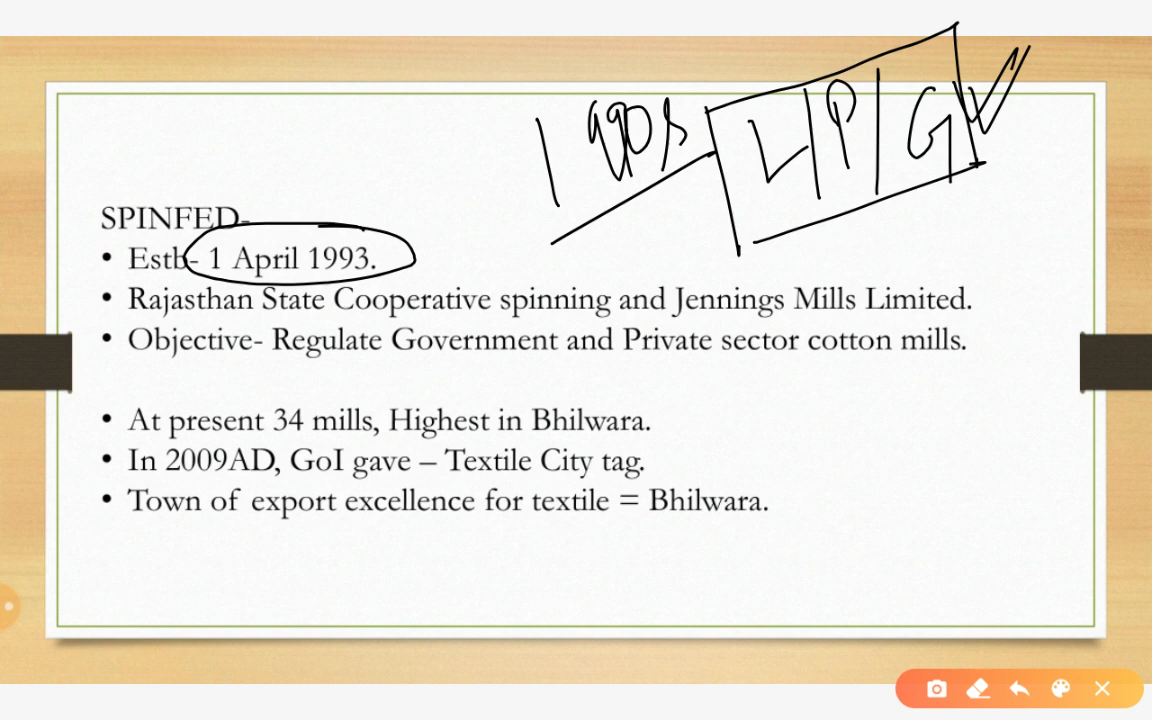 1990s L/P/G
SPINFED-
• Estb- 1 April 1993.
• Rajasthan State Cooperative spinning and Jennings Mills Limited.
• Objective- Regulate Government and Private sector cotton mills.
• At present 34 mills, Highest in Bhilwara.
• In 2009AD, GoI gave – Textile City tag.
• Town of export excellence for textile = Bhilwara.